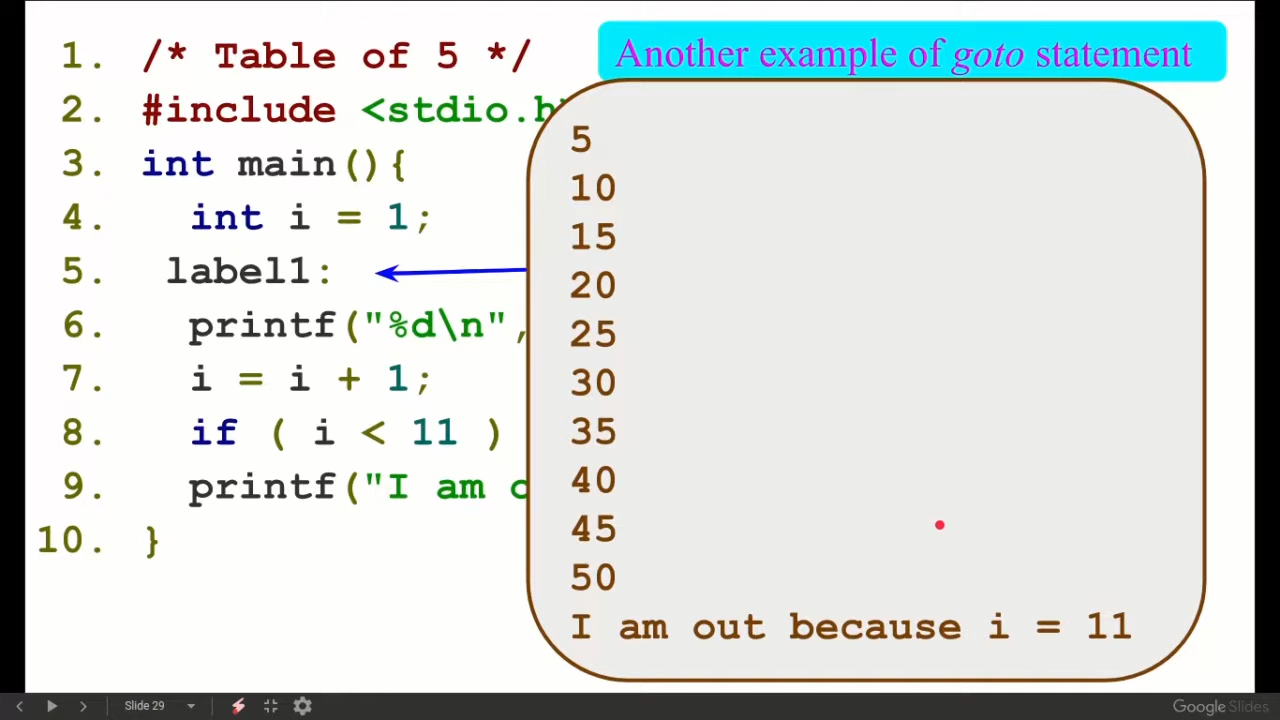 Another example of goto statement
1. /* Table of 5 */
2. #include <stdio.h
3. int main(){
4. int i = 1;
5. label1:
6. printf("%d\n",
7. i = i + 1;
8. if ( i < 11 )
9. printf("I am
10. }
5
10
15
20
25
30
35
40
45
50
I am out because i = 11
Slide 29
Google Slides